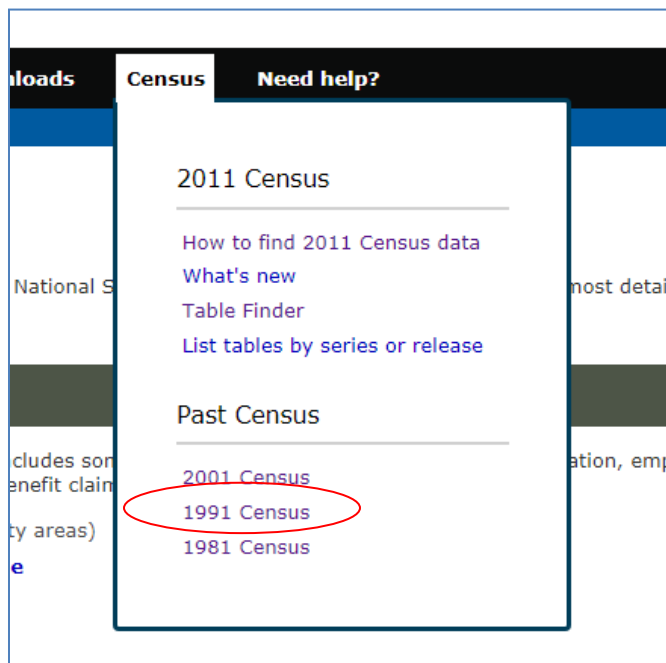 nloads Census Need help?
2011 Census
How to find 2011 Census data
What's new
National S most detai
Table Finder
List tables by series or release
Past Census
cludes son ation, emp
2001 Census
enefit claim
1991 Census
ty areas)
1981 Census
e